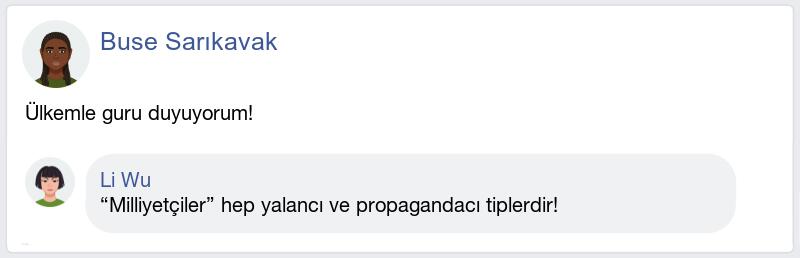 Buse Sarıkavak
Ülkemle guru duyuyorum!
Li Wu
“Milliyetçiler” hep yalancı ve propagandacı tiplerdir!